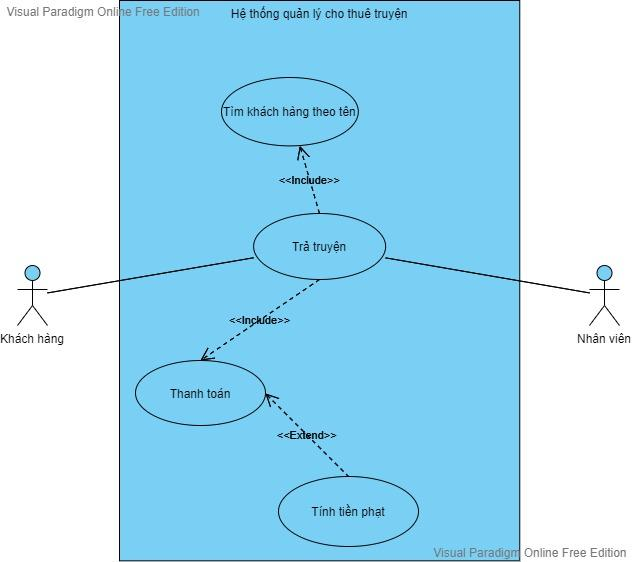 Visual Paradigm Online Free Edition
Hệ thống quản lý cho thuê truyện
Tìm khách hàng theo tên
<<Include>>
Trả truyện
Khách hàng
Nhân viên
<<Include>>
Thanh toán
<<Extend>>
Tính tiền phạt
Visual Paradigm Online Free Edition